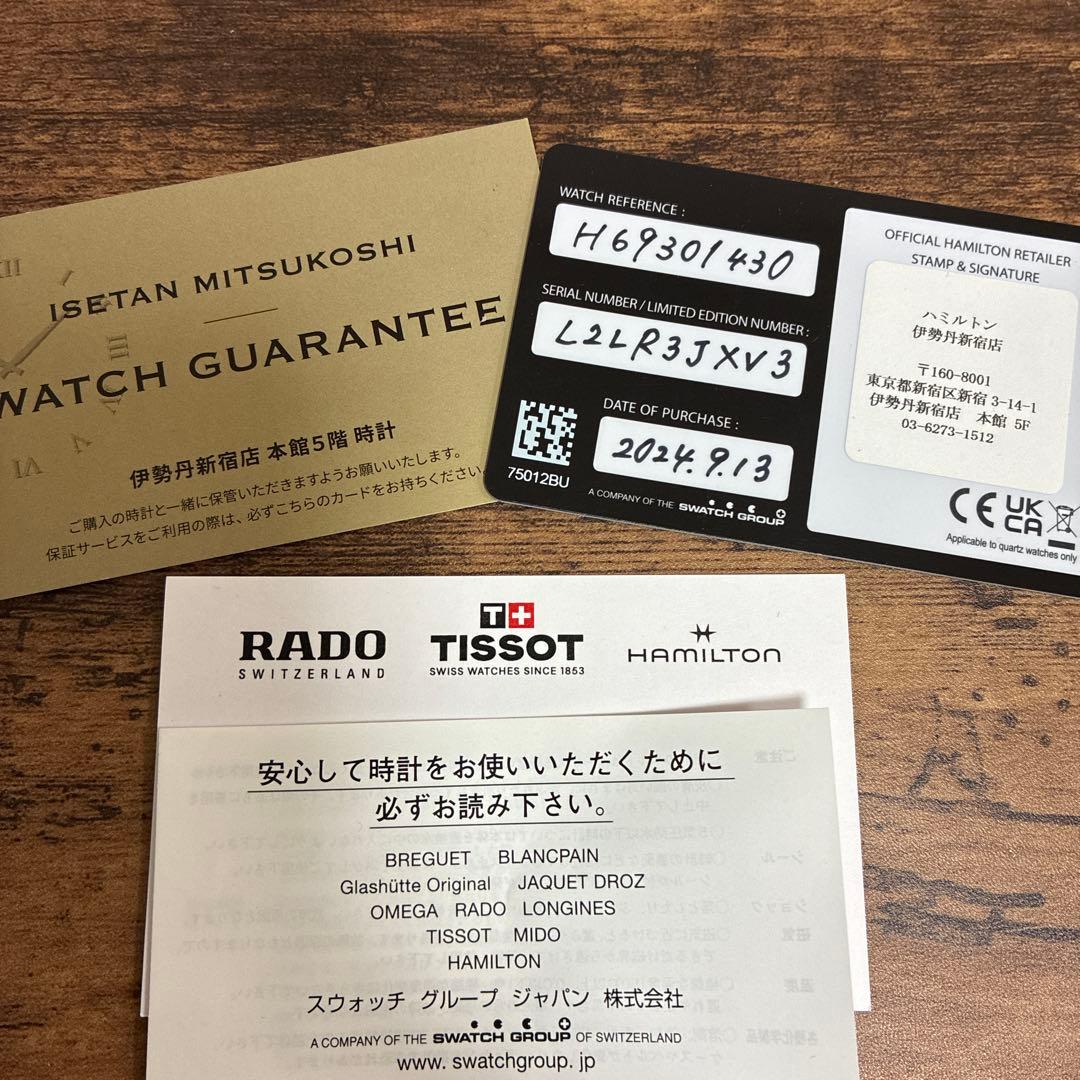 XII
III
VI
ISETAN MITSUKOSHI
WATCH GUARANTEE
伊勢丹新宿店 本館5階 時計
ご購入の時計と一緒に保管いただきますようお願いいたします。
保証サービスをご利用の際は、必ずこちらのカードをお持ちください。
WATCH REFERENCE :
H69301430
SERIAL NUMBER / LIMITED EDITION NUMBER :
L2LR3JXV3
DATE OF PURCHASE :
2024.9.13
75012BU
A COMPANY OF THE SWATCH GROUP
OFFICIAL HAMILTON RETAILER
STAMP & SIGNATURE
ハミルトン
伊勢丹新宿店
〒160-8001
東京都新宿区新宿 3-14-1
伊勢丹新宿店 本館 5F
03-6273-1512
CE UK
CA
Applicable to quartz watches only
RADO
SWITZERLAND
T+
TISSOT
SWISS WATCHES SINCE 1853
HAMILTON
安心して時計をお使いいただくために
必ずお読み下さい。
BREGUET BLANCPAIN
Glashütte Original JAQUET DROZ
OMEGA RADO LONGINES
TISSOT MIDO
HAMILTON
スウォッチ グループ ジャパン 株式会社
A COMPANY OF THE SWATCH GROUP OF SWITZERLAND
www. swatchgroup. jp